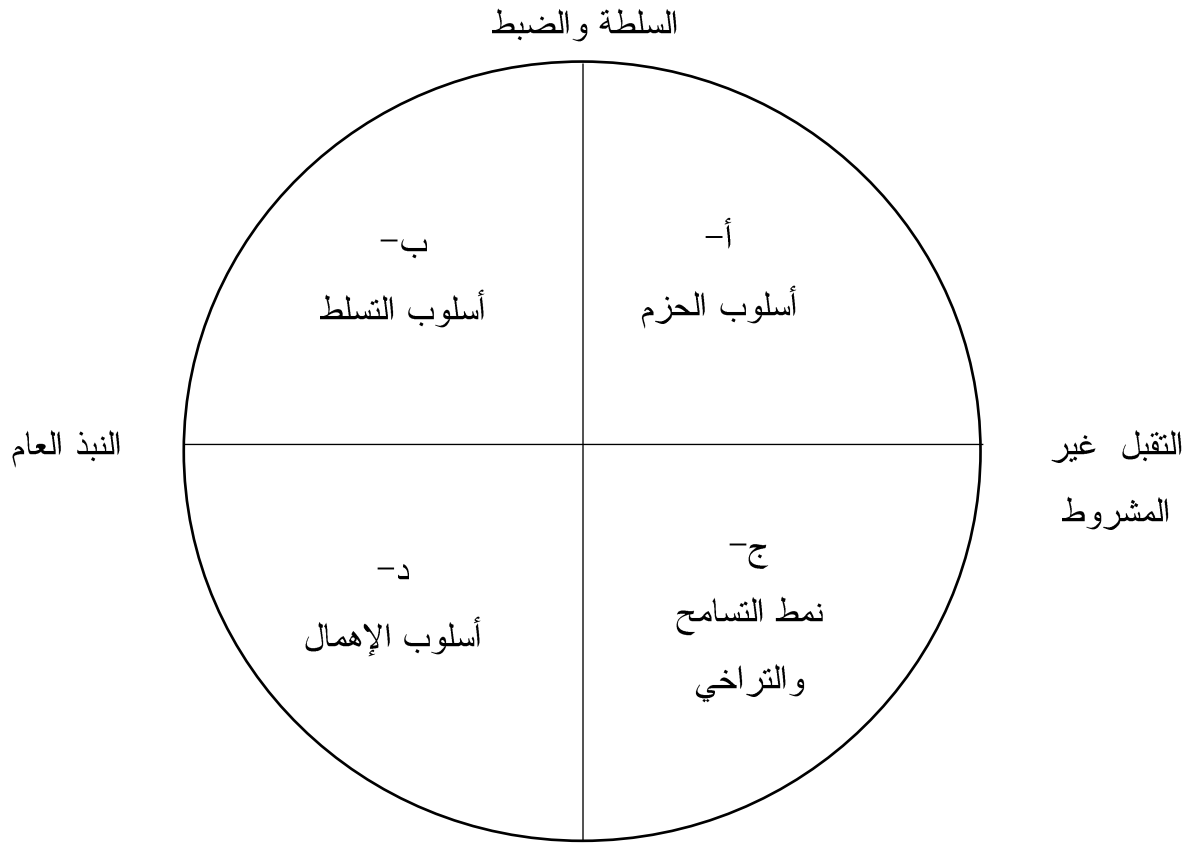 السلطة والضبط
أ-
أسلوب الحزم
ب-
أسلوب التسلط
التقبل غير
المشروط
النبذ العام
ج-
نمط التسامح
والتراخي
د-
أسلوب الإهمال